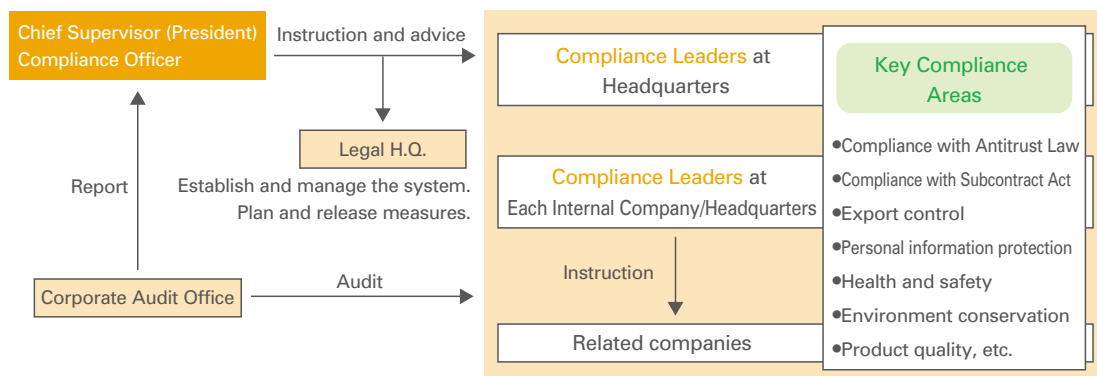 Chief Supervisor (President)
Compliance Officer
Instruction and advice
Legal H.Q.
Establish and manage the system.
Plan and release measures.
Report
Corporate Audit Office
Audit
Compliance Leaders at
Headquarters
Compliance Leaders at
Each Internal Company/Headquarters
Instruction
Related companies
Key Compliance
Areas
•Compliance with Antitrust Law
•Compliance with Subcontract Act
•Export control
•Personal information protection
•Health and safety
•Environment conservation
•Product quality, etc.